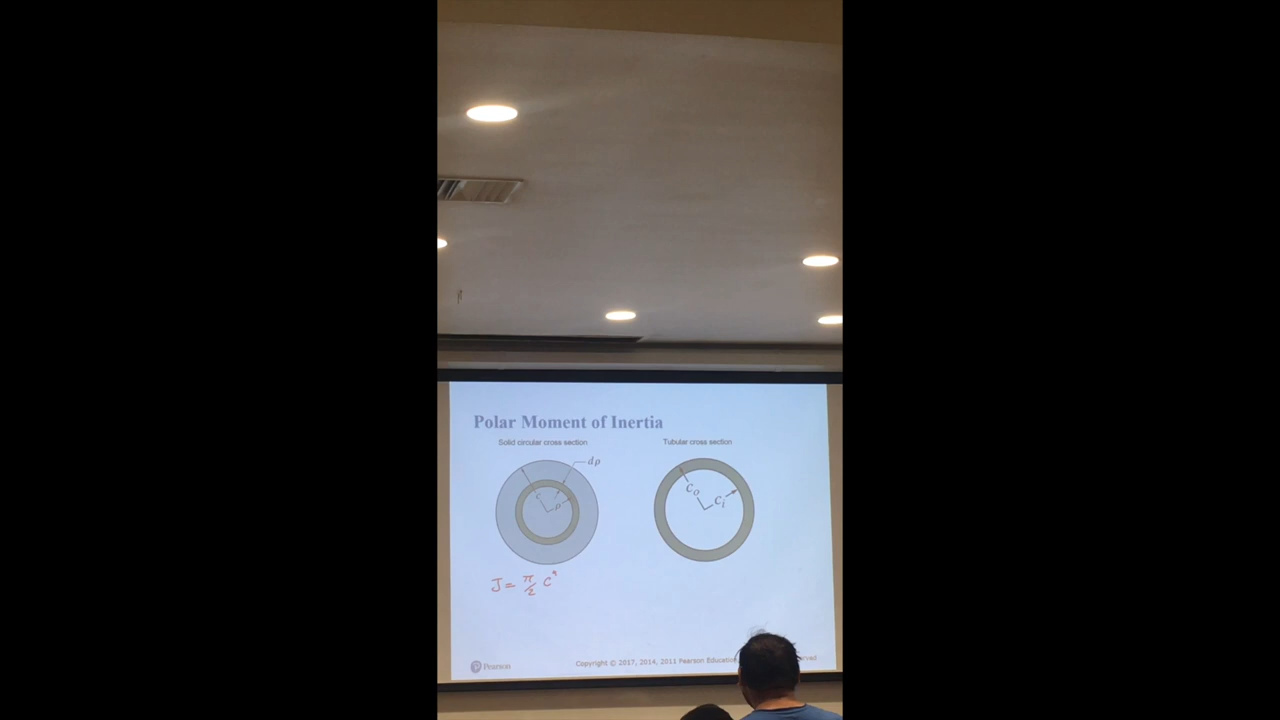 Polar Moment of Inertia
Solid circular cross section
Tubular cross section
dρ
c
ρ
c_o
c_i
J = π/2 c⁴
Pearson
Copyright © 2017, 2014, 2011 Pearson Education
rved